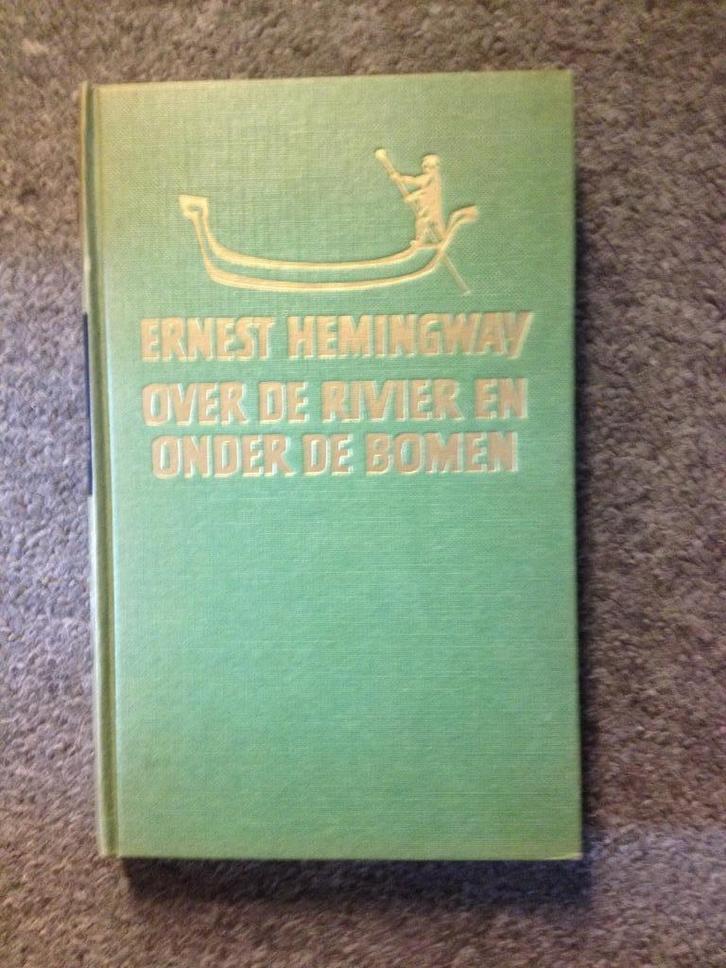 ERNEST HEMINGWAY
OVER DE RIVIER EN
ONDER DE BOMEN